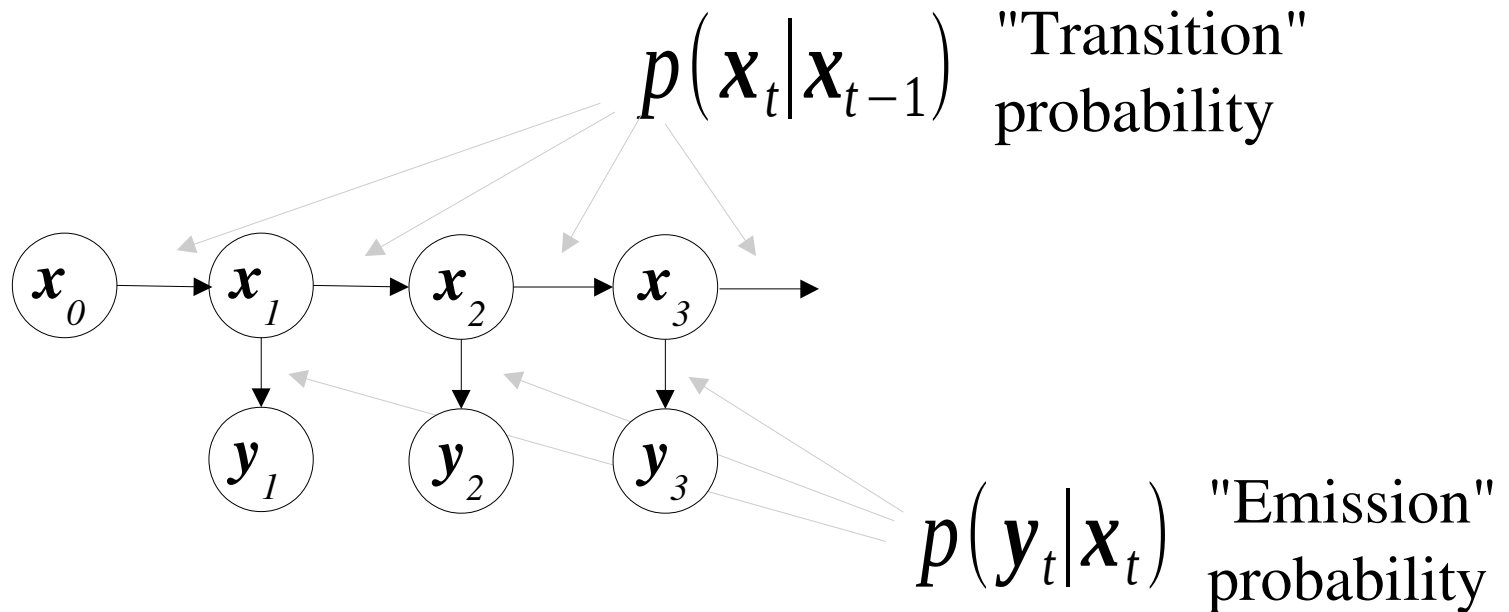 p(x_t|x_{t-1}) "Transition"
probability
x_0 x_1 x_2 x_3
y_1 y_2 y_3
p(y_t|x_t) "Emission"
probability